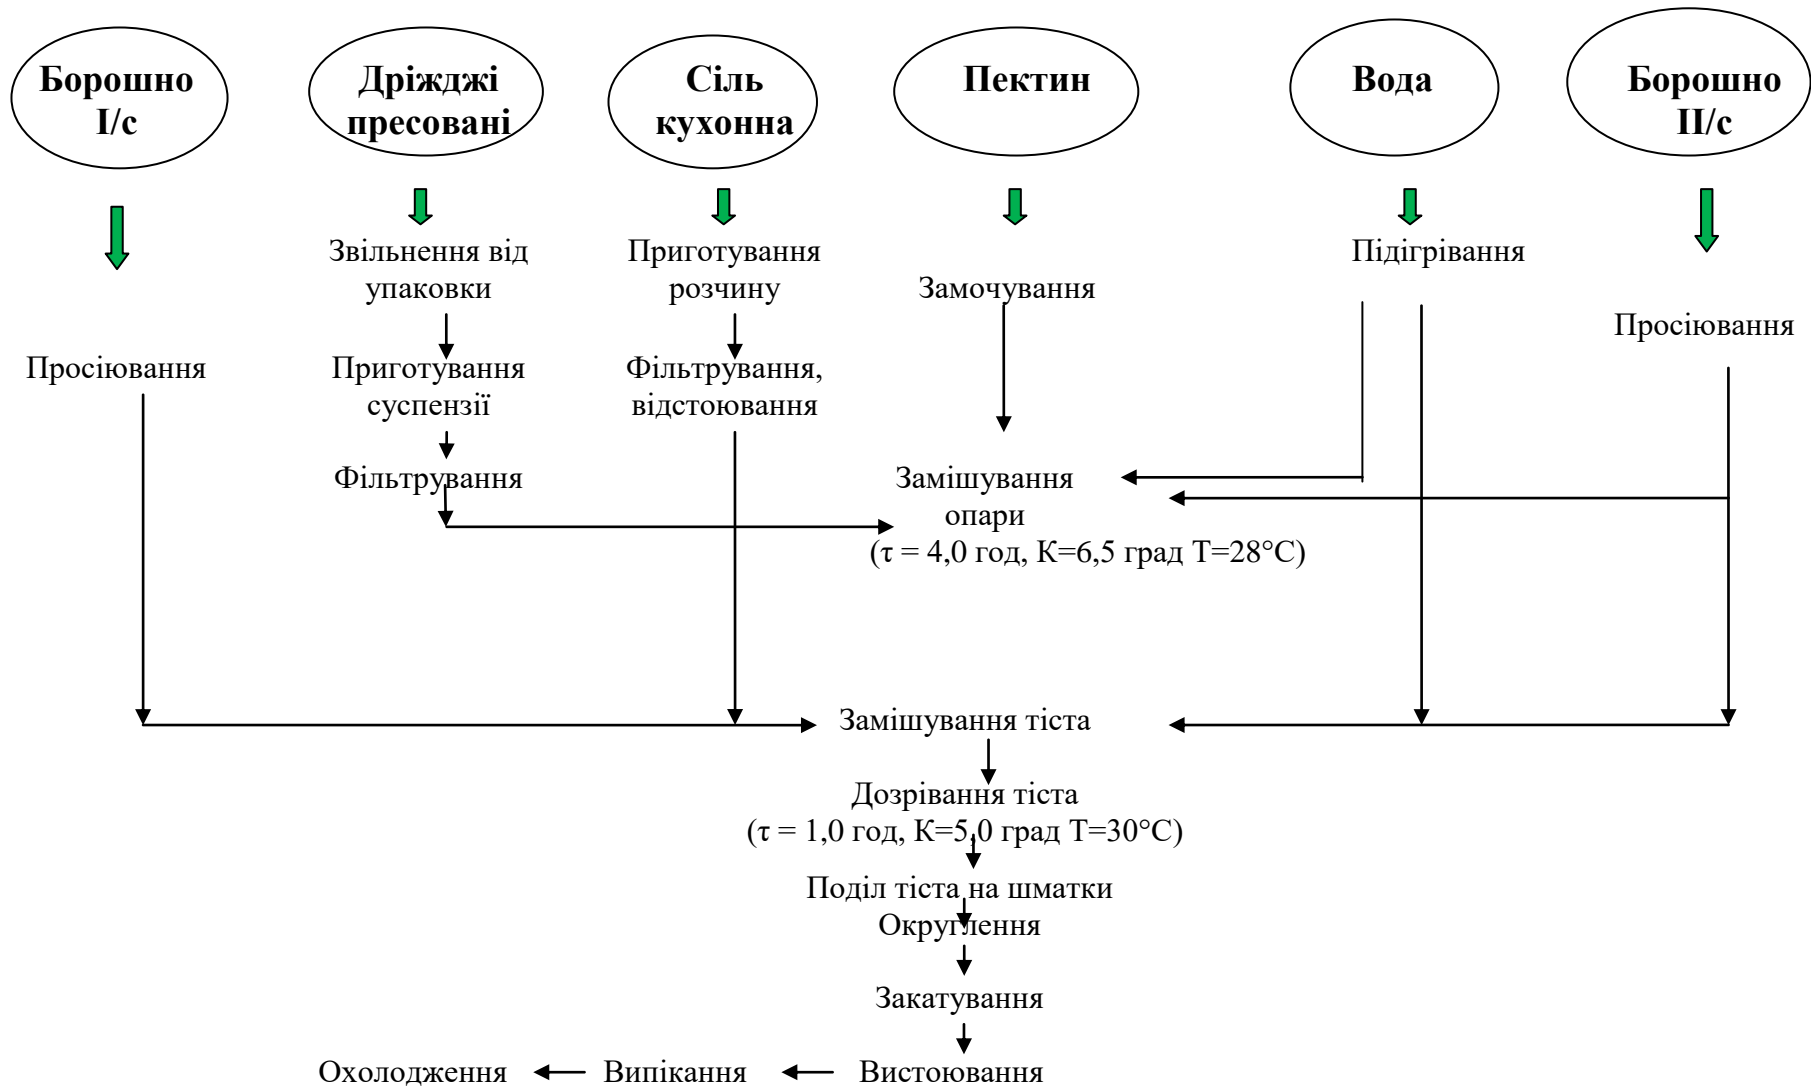 Борошно
І/с
Дріжджі
пресовані
Сіль
кухонна
Пектин
Вода
Борошно
ІІ/с
Звільнення від
упаковки
Приготування
розчину
Замочування
Підігрівання
Просіювання
Просіювання
Приготування
суспензії
Фільтрування,
відстоювання
Фільтрування
Замішування
опари
(τ = 4,0 год, К=6,5 град Т=28°С)
Замішування тіста
Дозрівання тіста
(τ = 1,0 год, К=5,0 град Т=30°С)
Поділ тіста на шматки
Округлення
Закатування
Охолодження
Випікання
Вистоювання